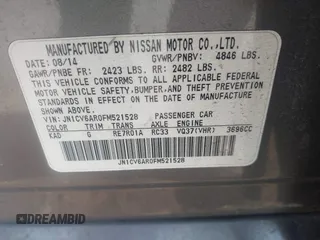 MANUFACTURED BY NISSAN MOTOR CO.,LTD.
DATE: 08/14 GVWR/PNBV: 4846 LBS.
GAWR/PNBE FR: 2423 LBS. RR: 2482 LBS.
THIS VEHICLE CONFORMS TO ALL APPLICABLE FEDERAL
MOTOR VEHICLE SAFETY,BUMPER,AND THEFT PREVENTION
STANDARDS IN EFFECT ON THE DATE OF MANUFACTURE
SHOWN ABOVE.
VIN: JN1CV6AR0FM521528 PASSENGER CAR
COLOR TRIM TRANS AXLE ENGINE
KAD G RE7R01A RC33 VQ37(VHR) 3696CC
JN1CV6AR0FM521528
DREAMBID